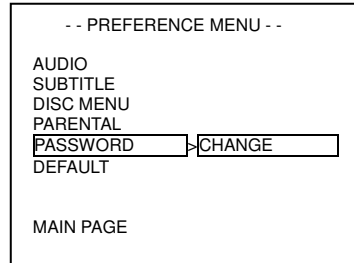 - - PREFERENCE MENU - -
AUDIO
SUBTITLE
DISC MENU
PARENTAL
PASSWORD >CHANGE
DEFAULT
MAIN PAGE